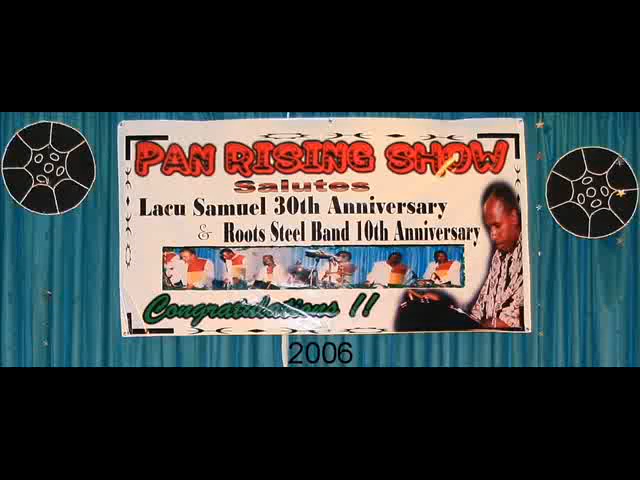 PAN RISING SHOW
Salutes
Lacu Samuel 30th Anniversary
& Roots Steel Band 10th Anniversary
Congratulations !!
2006